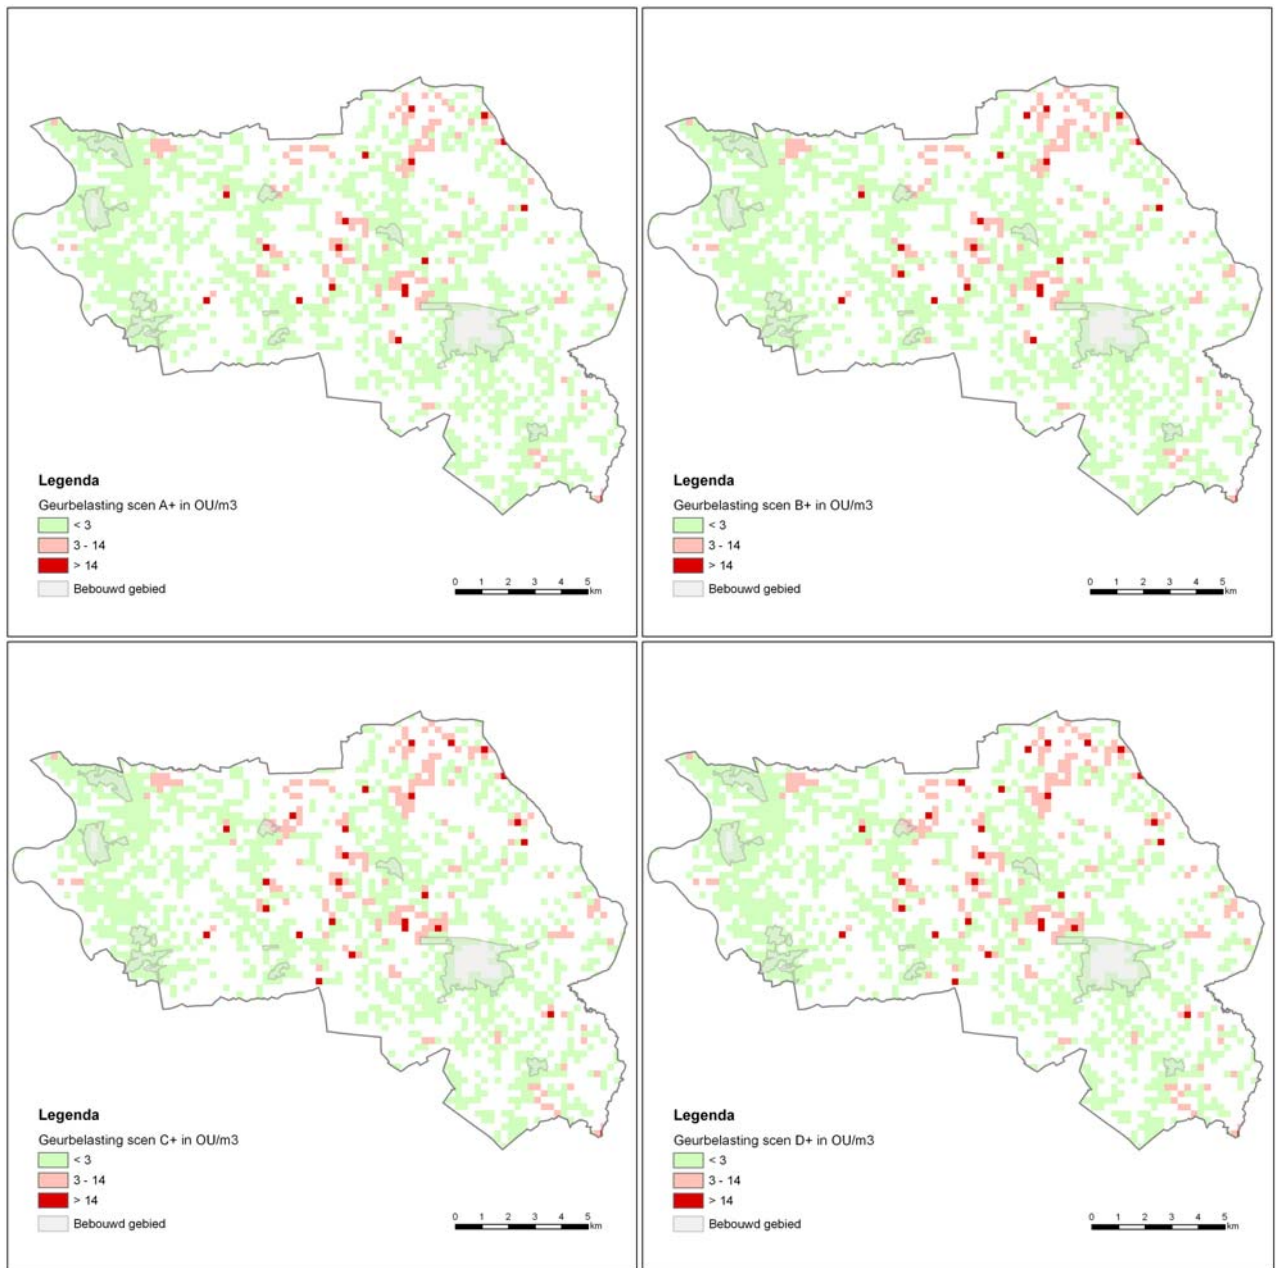 Legenda
Geurbelasting scen A+ in OU/m3
< 3
3 - 14
> 14
Bebouwd gebied
0 1 2 3 4 5
km
Legenda
Geurbelasting scen B+ in OU/m3
< 3
3 - 14
> 14
Bebouwd gebied
0 1 2 3 4 5
km
Legenda
Geurbelasting scen C+ in OU/m3
< 3
3 - 14
> 14
Bebouwd gebied
0 1 2 3 4 5
km
Legenda
Geurbelasting scen D+ in OU/m3
< 3
3 - 14
> 14
Bebouwd gebied
0 1 2 3 4 5
km